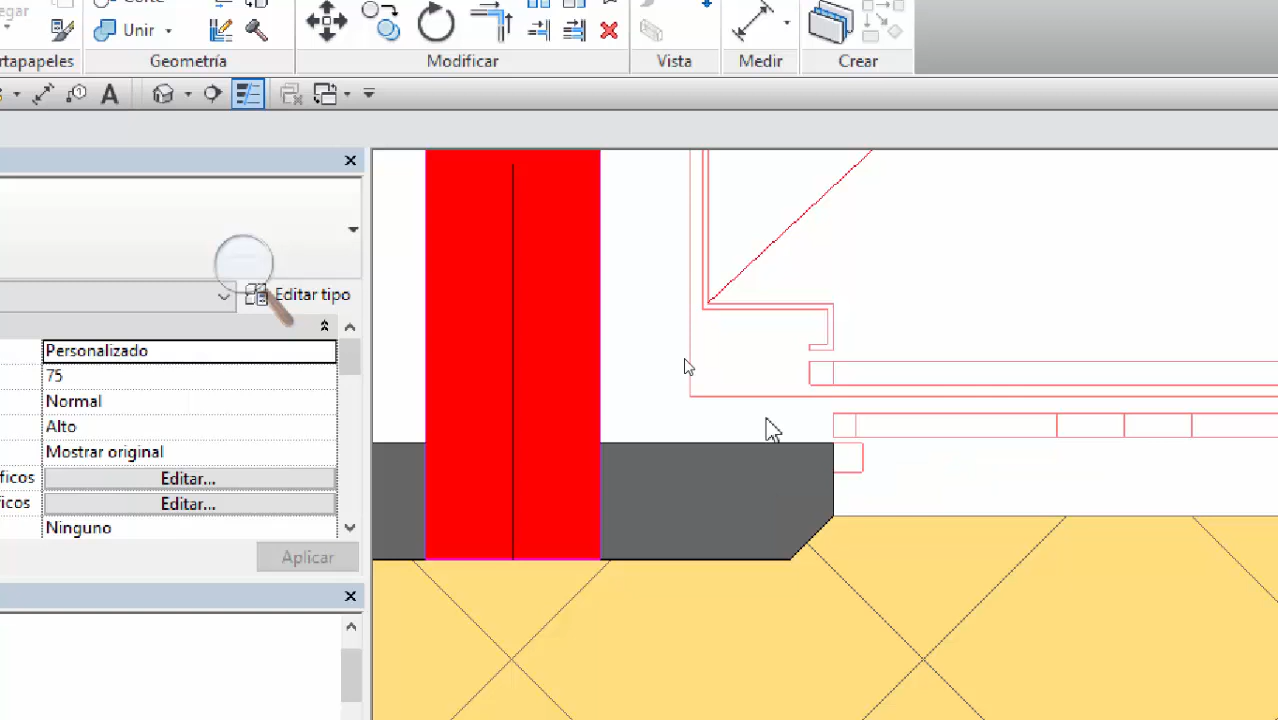 Corte
Unir
rtapapeles
Geometría
Modificar
Vista
Medir
Crear
A
Editar tipo
Personalizado
75
Normal
Alto
Mostrar original
ficos
Editar...
icos
Editar...
Ninguno
Aplicar